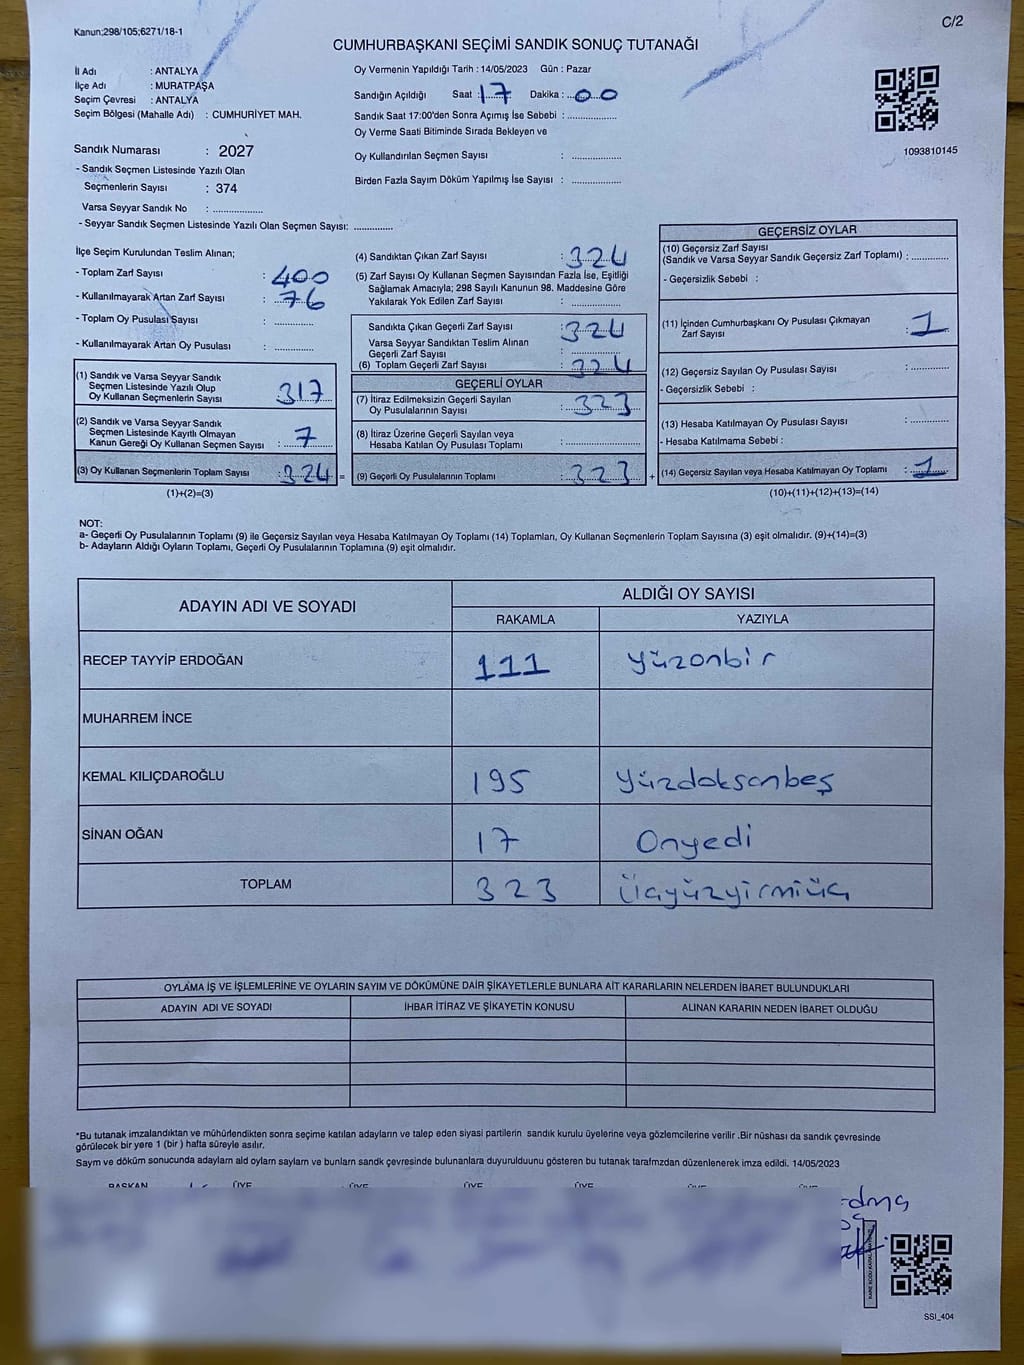 Kanun;298/105;6271/18-1
C/2
CUMHURBAŞKANI SEÇİMİ SANDIK SONUÇ TUTANAĞI
İl Adı : ANTALYA
İlçe Adı : MURATPAŞA
Seçim Çevresi : ANTALYA
Seçim Bölgesi (Mahalle Adı) : CUMHURİYET MAH.
Sandık Numarası : 2027
- Sandık Seçmen Listesinde Yazılı Olan
Seçmenlerin Sayısı : 374
Varsa Seyyar Sandık No : ..................
- Seyyar Sandık Seçmen Listesinde Yazılı Olan Seçmen Sayısı: ..............
Oy Vermenin Yapıldığı Tarih : 14/05/2023 Gün : Pazar
Sandığın Açıldığı Saat : 17 Dakika : 00
Sandık Saat 17:00'den Sonra Açımış İse Sebebi : ..................
Oy Verme Saati Bitiminde Sırada Bekleyen ve
Oy Kullandırılan Seçmen Sayısı : ..................
Birden Fazla Sayım Döküm Yapılmış İse Sayısı : ..................
1093810145
İlçe Seçim Kurulundan Teslim Alınan;
- Toplam Zarf Sayısı : 400
- Kullanılmayarak Artan Zarf Sayısı : 76
- Toplam Oy Pusulası Sayısı : ..............
- Kullanılmayarak Artan Oy Pusulası : ..............
(1) Sandık ve Varsa Seyyar Sandık
Seçmen Listesinde Yazılı Olup
Oy Kullanan Seçmenlerin Sayısı : 317
(2) Sandık ve Varsa Seyyar Sandık
Seçmen Listesinde Kayıtlı Olmayan
Kanun Gereği Oy Kullanan Seçmen Sayısı : 7
(3) Oy Kullanan Seçmenlerin Toplam Sayısı : 324 =
(1)+(2)=(3)
(4) Sandıktan Çıkan Zarf Sayısı : 324
(5) Zarf Sayısı Oy Kullanan Seçmen Sayısından Fazla İse, Eşitliği
Sağlamak Amacıyla; 298 Sayılı Kanunun 98. Maddesine Göre
Yakılarak Yok Edilen Zarf Sayısı : ..............
Sandıkta Çıkan Geçerli Zarf Sayısı : 324
Varsa Seyyar Sandıktan Teslim Alınan
Geçerli Zarf Sayısı : ..............
(6) Toplam Geçerli Zarf Sayısı : 324
GEÇERLİ OYLAR
(7) İtiraz Edilmeksizin Geçerli Sayılan
Oy Pusulalarının Sayısı : 323
(8) İtiraz Üzerine Geçerli Sayılan veya
Hesaba Katılan Oy Pusulası Toplamı : ..............
(9) Geçerli Oy Pusulalarının Toplamı : 323 +
GEÇERSİZ OYLAR
(10) Geçersiz Zarf Sayısı
(Sandık ve Varsa Seyyar Sandık Geçersiz Zarf Toplamı) : ............
- Geçersizlik Sebebi :
(11) İçinden Cumhurbaşkanı Oy Pusulası Çıkmayan
Zarf Sayısı : 1
(12) Geçersiz Sayılan Oy Pusulası Sayısı : ............
- Geçersizlik Sebebi :
(13) Hesaba Katılmayan Oy Pusulası Sayısı : ............
- Hesaba Katılmama Sebebi :
(14) Geçersiz Sayılan veya Hesaba Katılmayan Oy Toplamı : 1
(10)+(11)+(12)+(13)=(14)
NOT:
a- Geçerli Oy Pusulalarının Toplamı (9) ile Geçersiz Sayılan veya Hesaba Katılmayan Oy Toplamı (14) Toplamları, Oy Kullanan Seçmenlerin Toplam Sayısına (3) eşit olmalıdır. (9)+(14)=(3)
b- Adayların Aldığı Oyların Toplamı, Geçerli Oy Pusulalarının Toplamına (9) eşit olmalıdır.
ADAYIN ADI VE SOYADI ALDIĞI OY SAYISI
RAKAMLA YAZIYLA
RECEP TAYYİP ERDOĞAN 111 yüzonbir
MUHARREM İNCE
KEMAL KILIÇDAROĞLU 195 yüzdoksanbeş
SİNAN OĞAN 17 Onyedi
TOPLAM 323 Üçyüzyirmiüç
OYLAMA İŞ VE İŞLEMLERİNE VE OYLARIN SAYIM VE DÖKÜMÜNE DAİR ŞİKAYETLERLE BUNLARA AİT KARARLARIN NELERDEN İBARET BULUNDUKLARI
ADAYIN ADI VE SOYADI İHBAR İTİRAZ VE ŞİKAYETİN KONUSU ALINAN KARARIN NEDEN İBARET OLDUĞU
*Bu tutanak imzalandıktan ve mühürlendikten sonra seçime katılan adayların ve talep eden siyasi partilerin sandık kurulu üyelerine veya gözlemcilerine verilir .Bir nüshası da sandık çevresinde
görülecek bir yere 1 (bir ) hafta süreyle asılır.
Sayım ve döküm sonucunda adaylarn ald oylarn saylarn ve bunlarn sandk çevresinde bulunanlara duyurulduunu gösteren bu tutanak tarafmzdan düzenlenerek imza edildi. 14/05/2023
BAŞKAN ÜYE ÜYE ÜYE ÜYE ÜYE
SSI_404